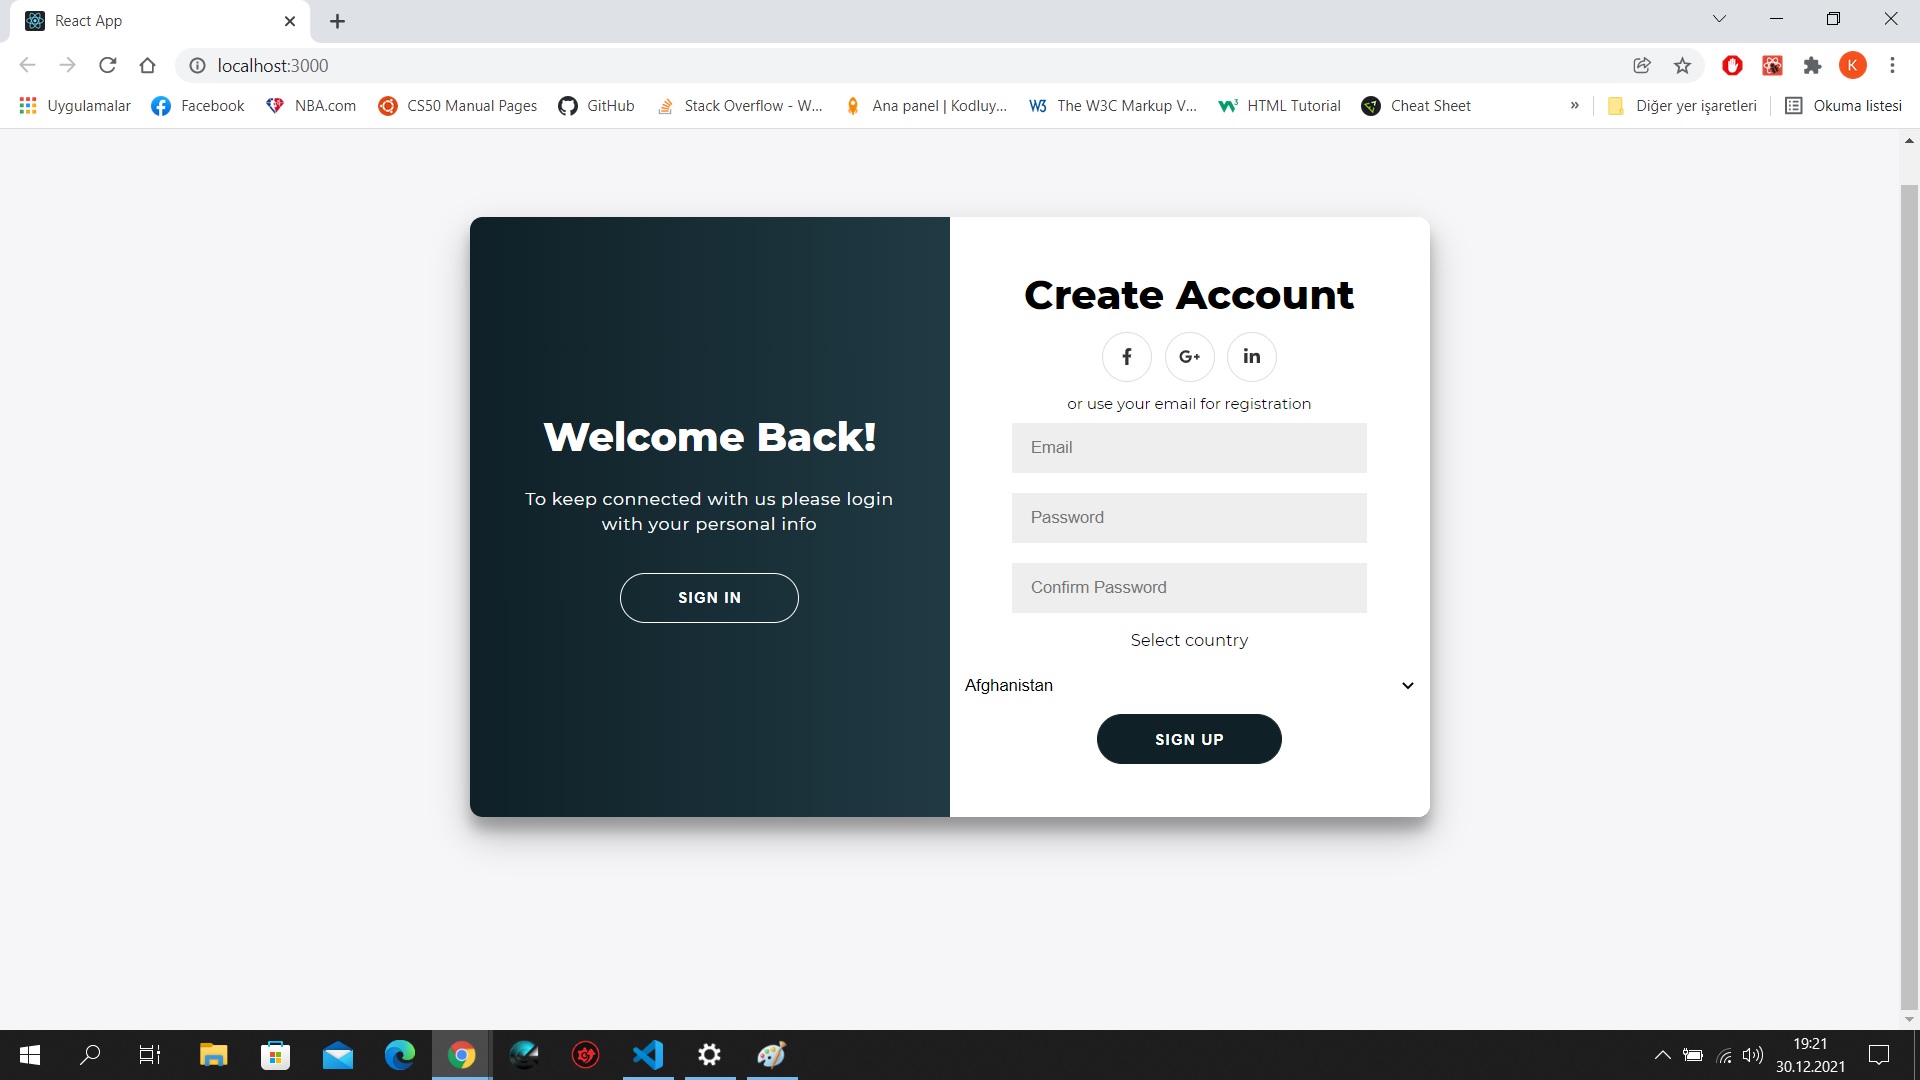 React App
localhost:3000
K
Uygulamalar
Facebook
NBA.com
CS50 Manual Pages
GitHub
Stack Overflow - W...
Ana panel | Kodluy...
The W3C Markup V...
HTML Tutorial
Cheat Sheet
»
Diğer yer işaretleri
Okuma listesi
Welcome Back!
To keep connected with us please login
with your personal info
SIGN IN
Create Account
f
G+
in
or use your email for registration
Email
Password
Confirm Password
Select country
Afghanistan
SIGN UP
19:21
30.12.2021